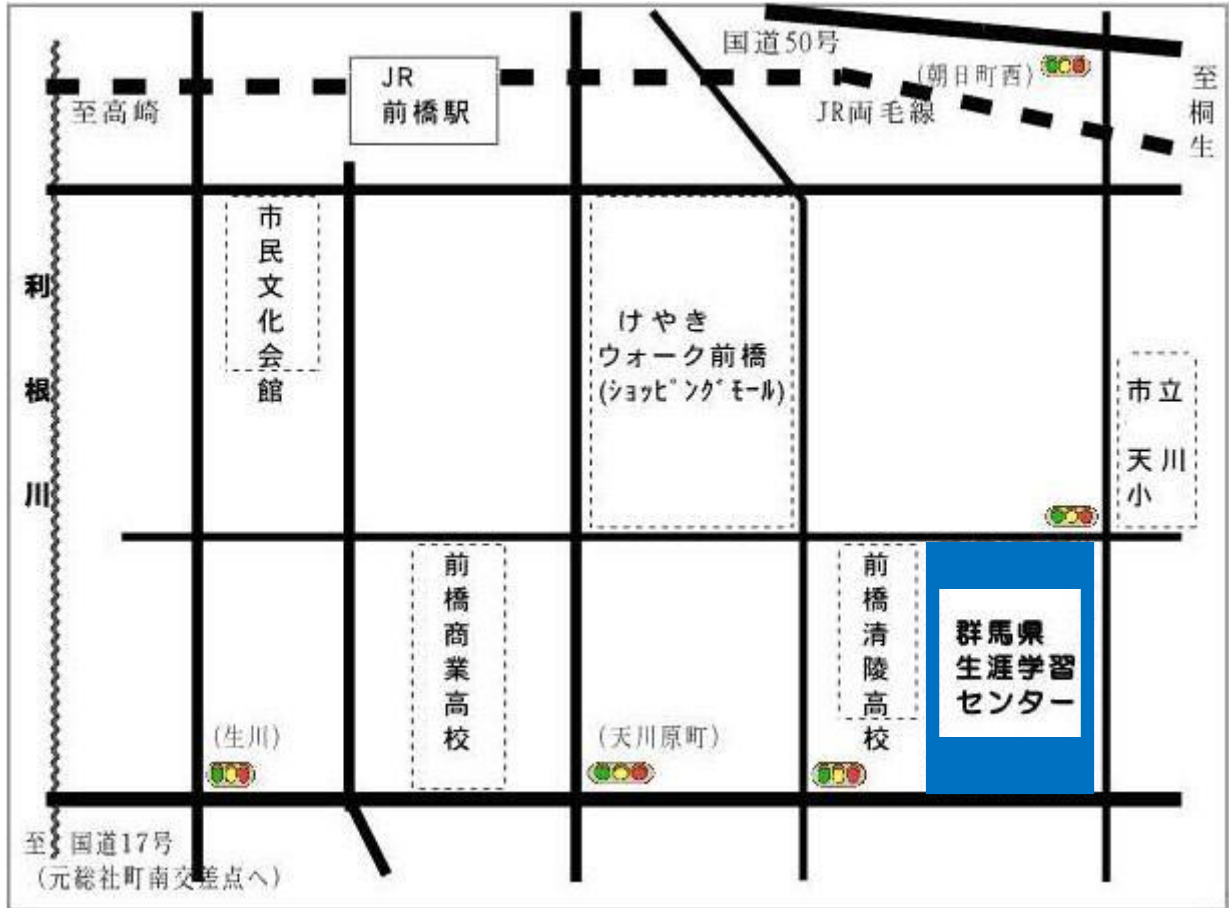 国道50号
JR
前橋駅
(朝日町西)
至桐生
至高崎
JR両毛線
市民文化会館
利根川
けやき
ウォーク前橋
(ｼｮｯﾋﾟﾝｸﾞﾓｰﾙ)
市立
天川
小
前橋商業高校
前橋清陵高校
群馬県
生涯学習
センター
(生川)
(天川原町)
至 国道17号
(元総社町南交差点へ)